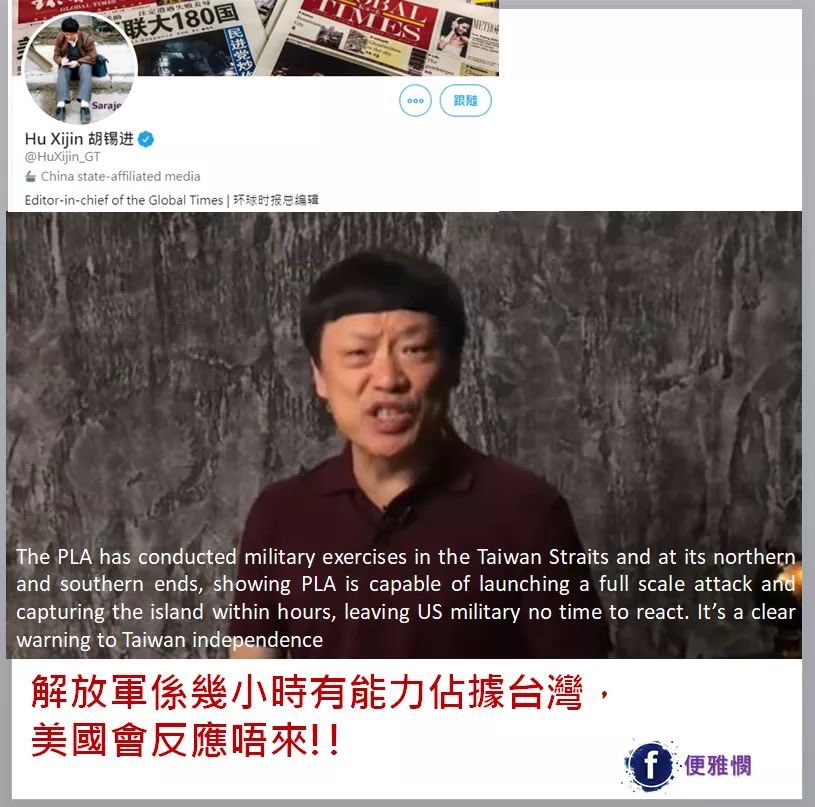 联大180国
民进党炒
GLOBAL
TIMES
METRO
Saraje
跟隨
Hu Xijin 胡锡进
@HuXijin_GT
China state-affiliated media
Editor-in-chief of the Global Times | 环球时报总编辑
The PLA has conducted military exercises in the Taiwan Straits and at its northern
and southern ends, showing PLA is capable of launching a full scale attack and
capturing the island within hours, leaving US military no time to react. It’s a clear
warning to Taiwan independence
解放軍係幾小時有能力佔據台灣，
美國會反應唔來!!
f 便雅憫